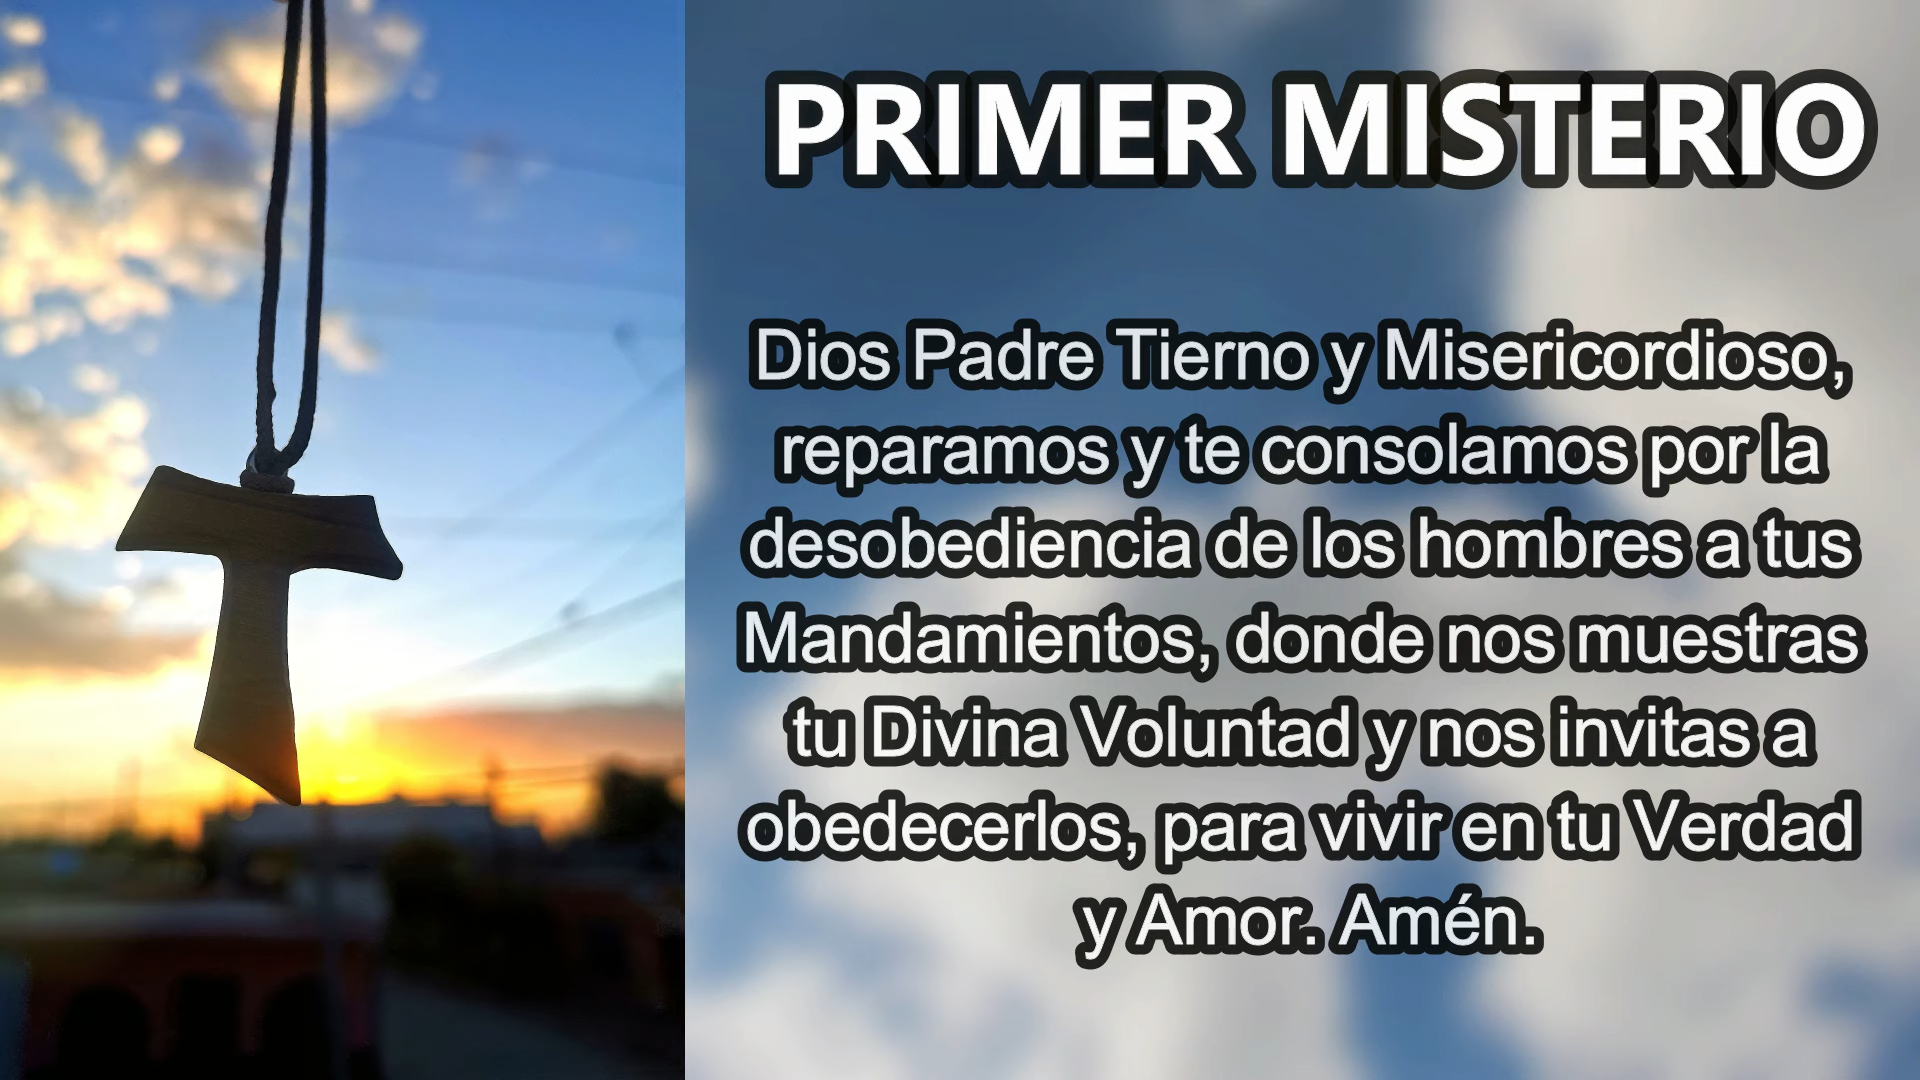 PRIMER MISTERIO
Dios Padre Tierno y Misericordioso,
reparamos y te consolamos por la
desobediencia de los hombres a tus
Mandamientos, donde nos muestras
tu Divina Voluntad y nos invitas a
obedecerlos, para vivir en tu Verdad
y Amor. Amén.